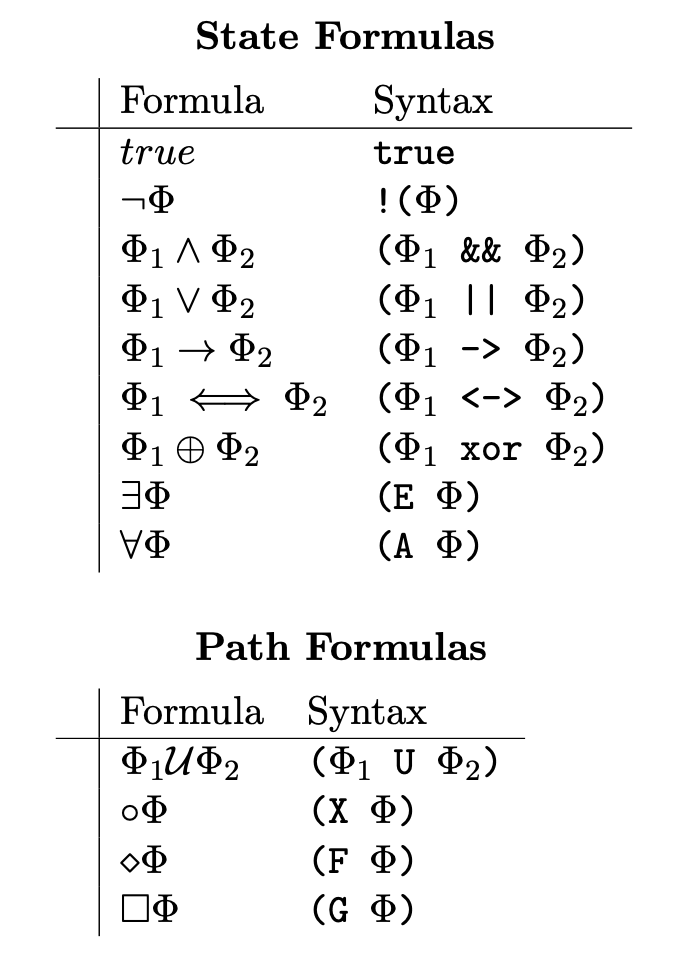 State Formulas
Formula Syntax
true true
¬Φ !(Φ)
Φ₁ ∧ Φ₂ (Φ₁ && Φ₂)
Φ₁ ∨ Φ₂ (Φ₁ || Φ₂)
Φ₁ → Φ₂ (Φ₁ -> Φ₂)
Φ₁ ⟺ Φ₂ (Φ₁ <-> Φ₂)
Φ₁ ⊕ Φ₂ (Φ₁ xor Φ₂)
∃Φ (E Φ)
∀Φ (A Φ)
Path Formulas
Formula Syntax
Φ₁𝒰Φ₂ (Φ₁ U Φ₂)
○Φ (X Φ)
⋄Φ (F Φ)
□Φ (G Φ)